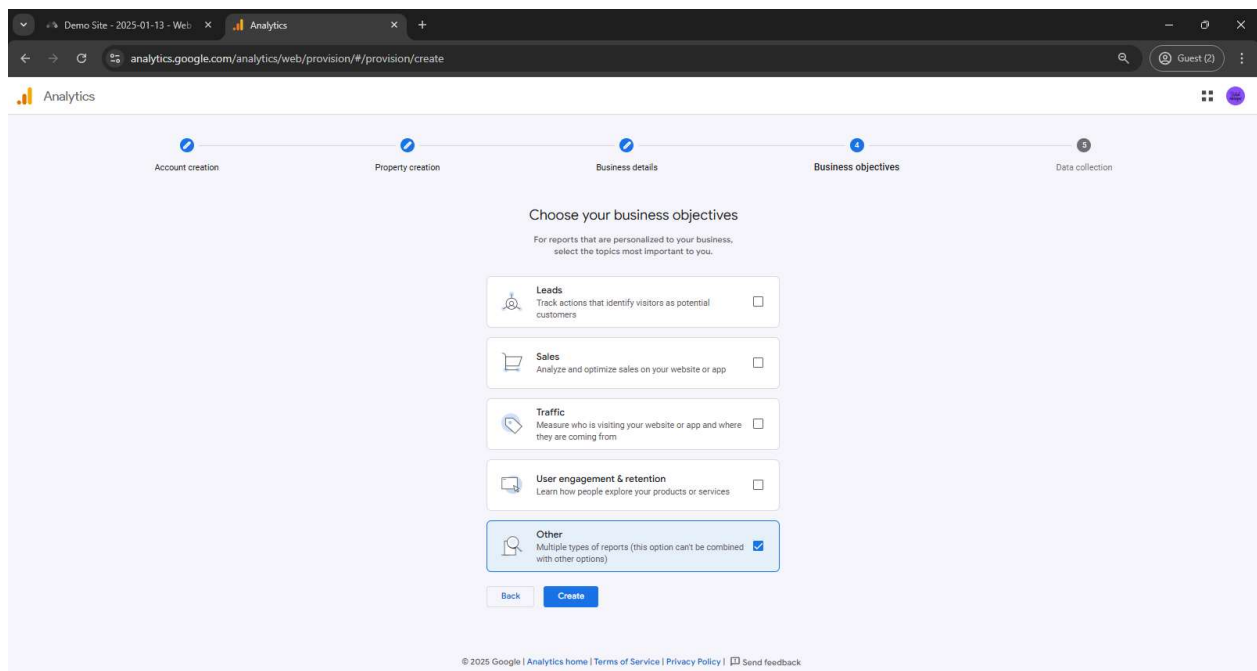 Demo Site - 2025-01-13 - Web
Analytics
analytics.google.com/analytics/web/provision/#/provision/create
Guest (2)
Analytics
Account creation
Property creation
Business details
4
Business objectives
5
Data collection
Choose your business objectives
For reports that are personalized to your business,
select the topics most important to you.
Leads
Track actions that identify visitors as potential
customers
Sales
Analyze and optimize sales on your website or app
Traffic
Measure who is visiting your website or app and where
they are coming from
User engagement & retention
Learn how people explore your products or services
Other
Multiple types of reports (this option can't be combined
with other options)
Back
Create
© 2025 Google | Analytics home | Terms of Service | Privacy Policy | Send feedback